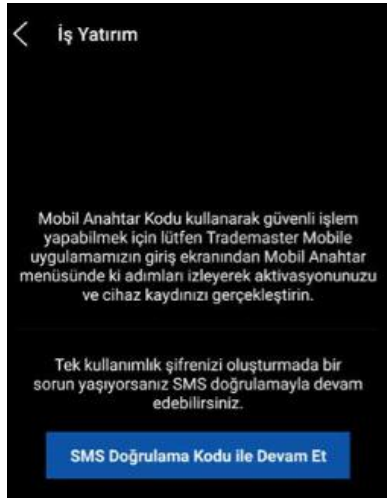 İş Yatırım
Mobil Anahtar Kodu kullanarak güvenli işlem
yapabilmek için lütfen Trademaster Mobile
uygulamamızın giriş ekranından Mobil Anahtar
menüsünde ki adımları izleyerek aktivasyonunuzu
ve cihaz kaydınızı gerçekleştirin.
Tek kullanımlık şifrenizi oluşturmada bir
sorun yaşıyorsanız SMS doğrulamayla devam
edebilirsiniz.
SMS Doğrulama Kodu ile Devam Et